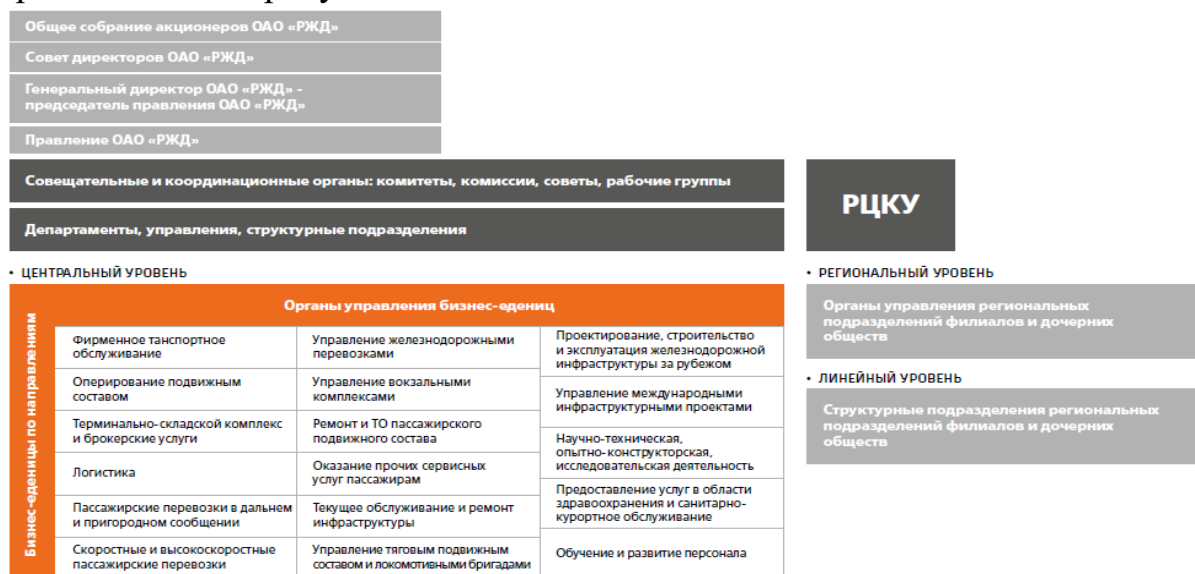 Общее собрание акционеров ОАО «РЖД»
Совет директоров ОАО «РЖД»
Генеральный директор ОАО «РЖД» -
председатель правления ОАО «РЖД»
Правление ОАО «РЖД»
Совещательные и координационные органы: комитеты, комиссии, советы, рабочие группы
Департаменты, управления, структурные подразделения
РЦКУ
• ЦЕНТРАЛЬНЫЙ УРОВЕНЬ
Органы управления бизнес-едениц
Бизнес-еденицы по направлениям
Фирменное танспортное
обслуживание
Оперирование подвижным
составом
Терминально-складской комплекс
и брокерские услуги
Логистика
Пассажирские перевозки в дальнем
и пригородном сообщении
Скоростные и высокоскоростные
пассажирские перевозки
Управление железнодорожными
перевозками
Управление вокзальными
комплексами
Ремонт и ТО пассажирского
подвижного состава
Оказание прочих сервисных
услуг пассажирам
Текущее обслуживание и ремонт
инфраструктуры
Управление тяговым подвижным
составом и локомотивными бригадами
Проектирование, строительство
и эксплуатация железнодорожной
инфраструктуры за рубежом
Управление международными
инфраструктурными проектами
Научно-техническая,
опытно-конструкторская,
исследовательская деятельность
Предоставление услуг в области
здравоохранения и санитарно-
курортное обслуживание
Обучение и развитие персонала
• РЕГИОНАЛЬНЫЙ УРОВЕНЬ
Органы управления региональных
подразделений филиалов и дочерних
обществ
• ЛИНЕЙНЫЙ УРОВЕНЬ
Структурные подразделения региональных
подразделений филиалов и дочерних
обществ